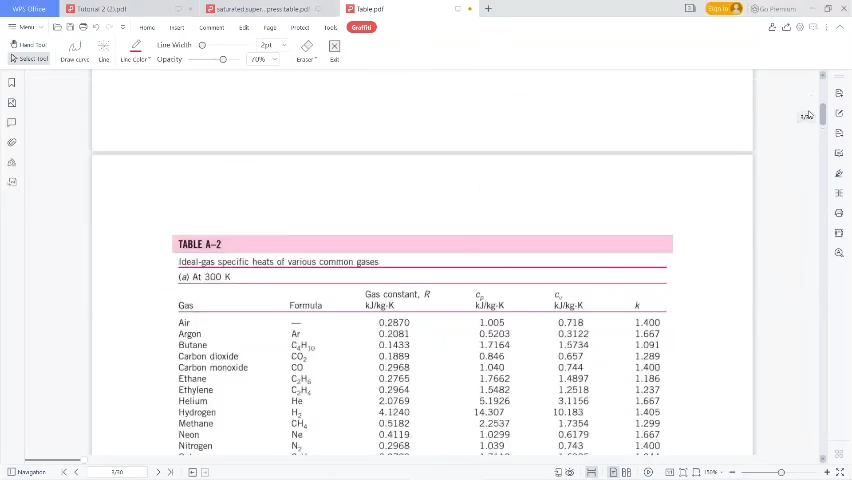 WPS Office Tutorial 2 (2).pdf saturated.super.. press table.pdf Table.pdf Sign in Go Premium
Menu Home Insert Comment Edit Page Protect Tools Graffiti
Hand Tool Line Width 2pt
Select Tool Draw curve Line Line Color Opacity 70% Eraser Exit
3/30
TABLE A–2
Ideal-gas specific heats of various common gases
(a) At 300 K
Gas Formula Gas constant, R kJ/kg·K cp kJ/kg·K cv kJ/kg·K k
Air — 0.2870 1.005 0.718 1.400
Argon Ar 0.2081 0.5203 0.3122 1.667
Butane C4H10 0.1433 1.7164 1.5734 1.091
Carbon dioxide CO2 0.1889 0.846 0.657 1.289
Carbon monoxide CO 0.2968 1.040 0.744 1.400
Ethane C2H6 0.2765 1.7662 1.4897 1.186
Ethylene C2H4 0.2964 1.5482 1.2518 1.237
Helium He 2.0769 5.1926 3.1156 1.667
Hydrogen H2 4.1240 14.307 10.183 1.405
Methane CH4 0.5182 2.2537 1.7354 1.299
Neon Ne 0.4119 1.0299 0.6179 1.667
Nitrogen N2 0.2968 1.039 0.743 1.400
Navigation 3/30 150%